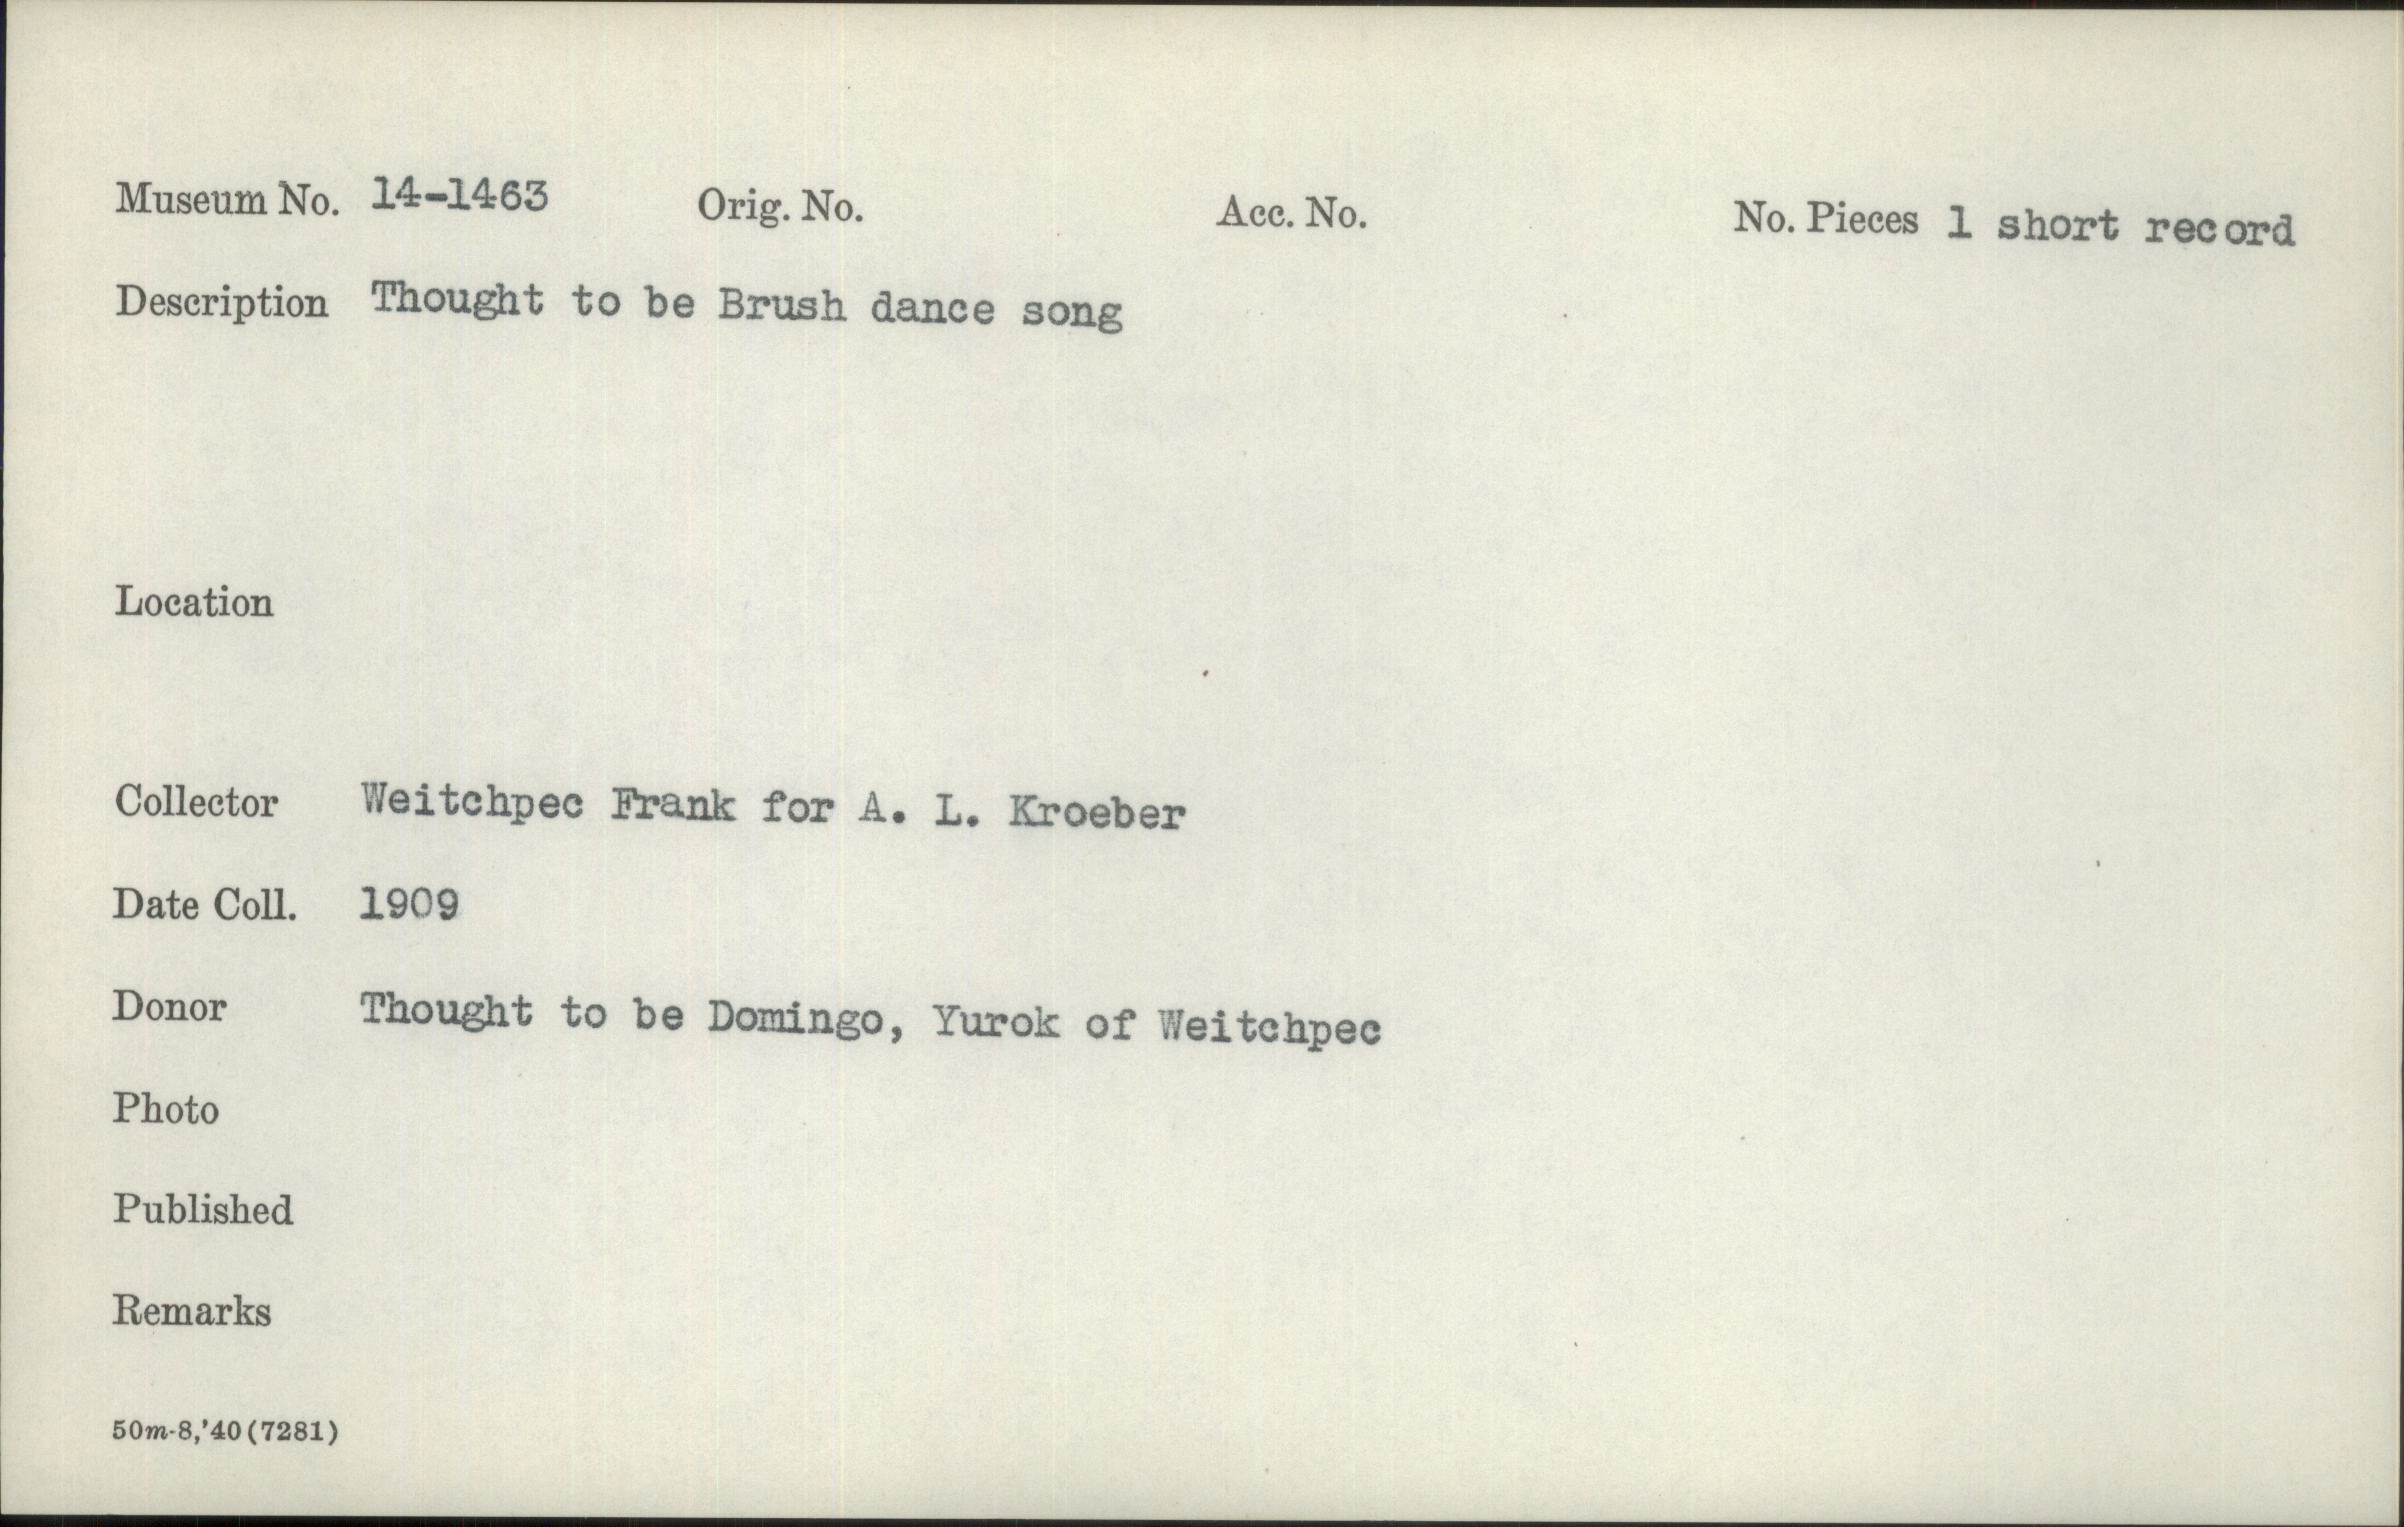 Museum No. 14-1463 Orig. No. Acc. No. No. Pieces 1 short record
Description Thought to be Brush dance song
Location
Collector Weitchpec Frank for A. L. Kroeber
Date Coll. 1909
Donor Thought to be Domingo, Yurok of Weitchpec
Photo
Published
Remarks
50m-8,'40(7281)